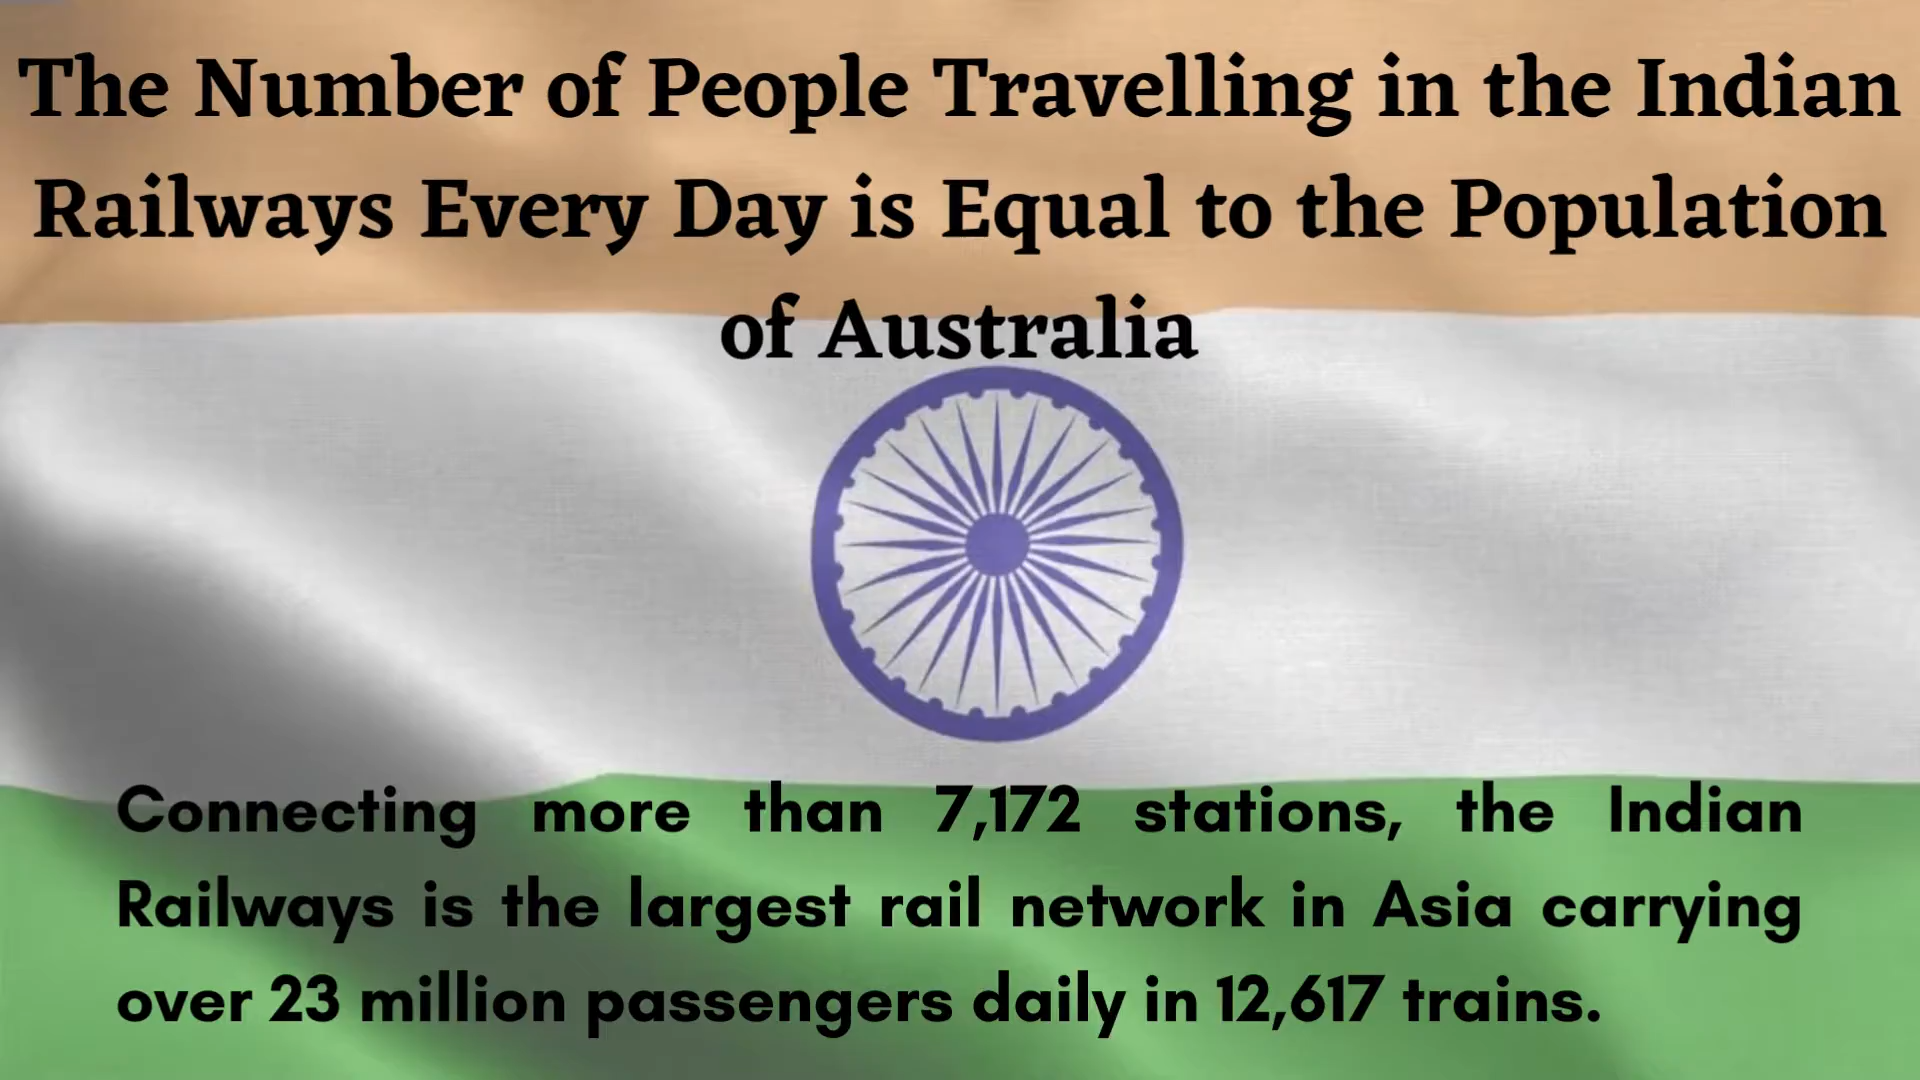 The Number of People Travelling in the Indian
Railways Every Day is Equal to the Population
of Australia
Connecting more than 7,172 stations, the Indian
Railways is the largest rail network in Asia carrying
over 23 million passengers daily in 12,617 trains.